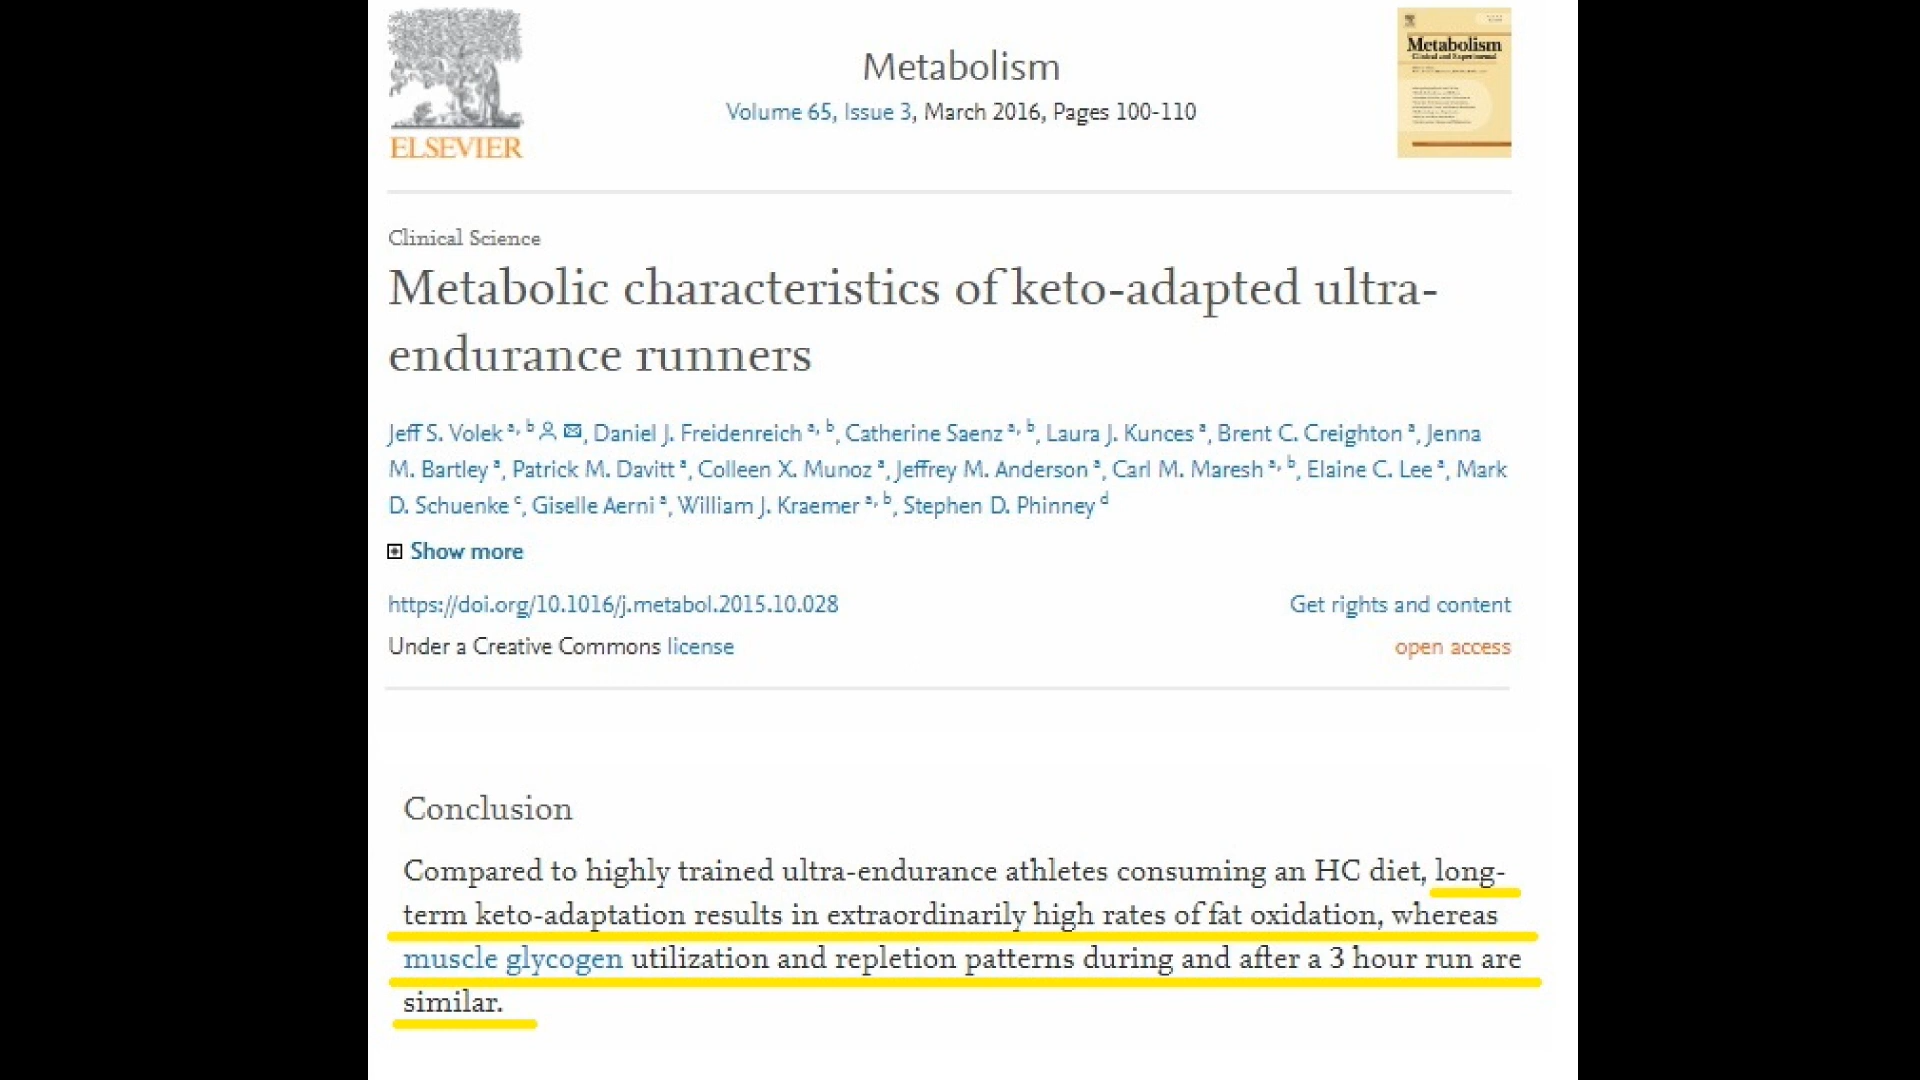 ELSEVIER
Metabolism
Volume 65, Issue 3, March 2016, Pages 100-110
Metabolism
Clinical and Experimental
Clinical Science
Metabolic characteristics of keto-adapted ultra-
endurance runners
Jeff S. Volek ᵃ, ᵇ, Daniel J. Freidenreich ᵃ, ᵇ, Catherine Saenz ᵃ, ᵇ, Laura J. Kunces ᵃ, Brent C. Creighton ᵃ, Jenna
M. Bartley ᵃ, Patrick M. Davitt ᵃ, Colleen X. Munoz ᵃ, Jeffrey M. Anderson ᵃ, Carl M. Maresh ᵃ, ᵇ, Elaine C. Lee ᵃ, Mark
D. Schuenke ᶜ, Giselle Aerni ᵃ, William J. Kraemer ᵃ, ᵇ, Stephen D. Phinney ᵈ
Show more
https://doi.org/10.1016/j.metabol.2015.10.028
Get rights and content
Under a Creative Commons license
open access
Conclusion
Compared to highly trained ultra-endurance athletes consuming an HC diet, long-
term keto-adaptation results in extraordinarily high rates of fat oxidation, whereas
muscle glycogen utilization and repletion patterns during and after a 3 hour run are
similar.